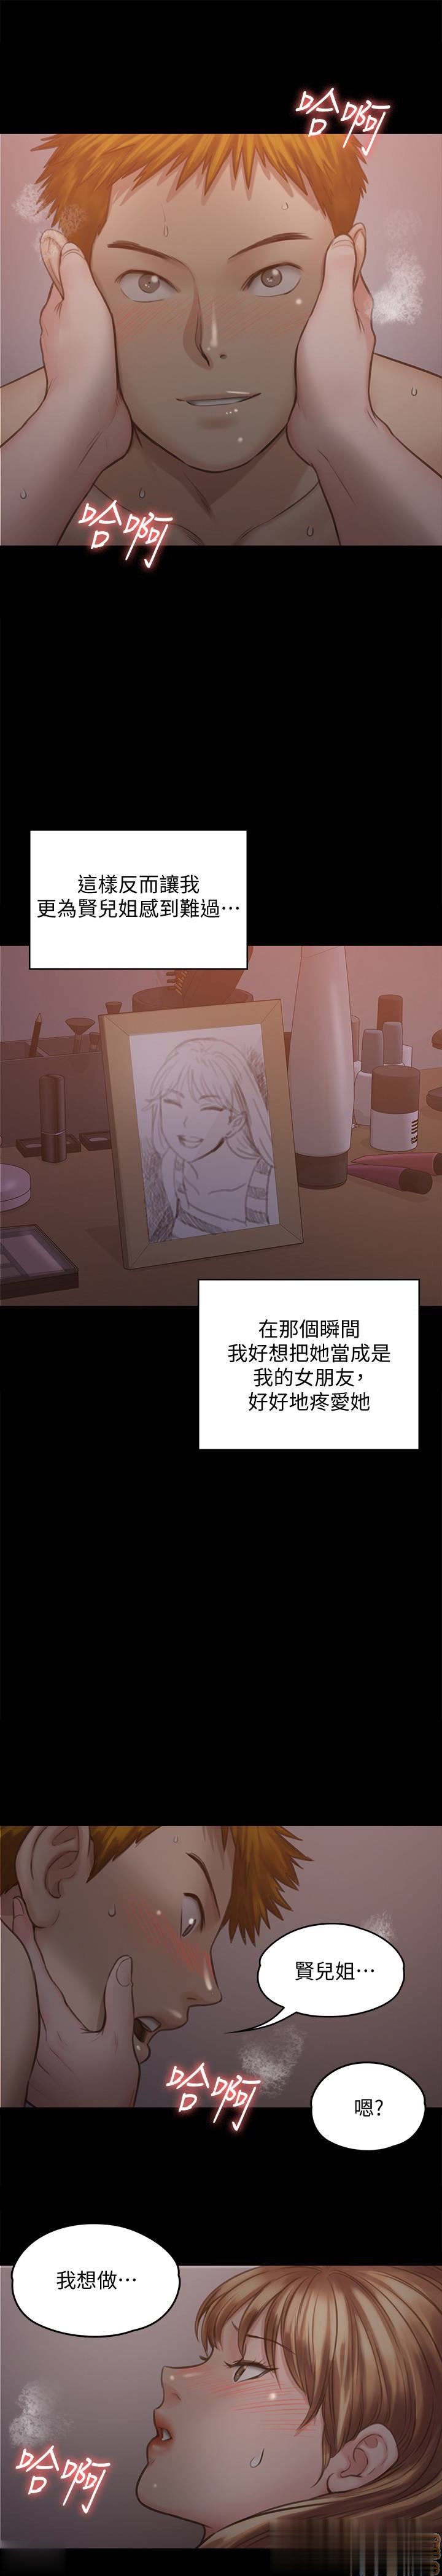 哈啊
哈啊
這樣反而讓我
更為賢兒姐感到難過…
在那個瞬間
我好想把她當成是
我的女朋友,
好好地疼愛她
賢兒姐…
哈啊
嗯?
我想做…
哈啊